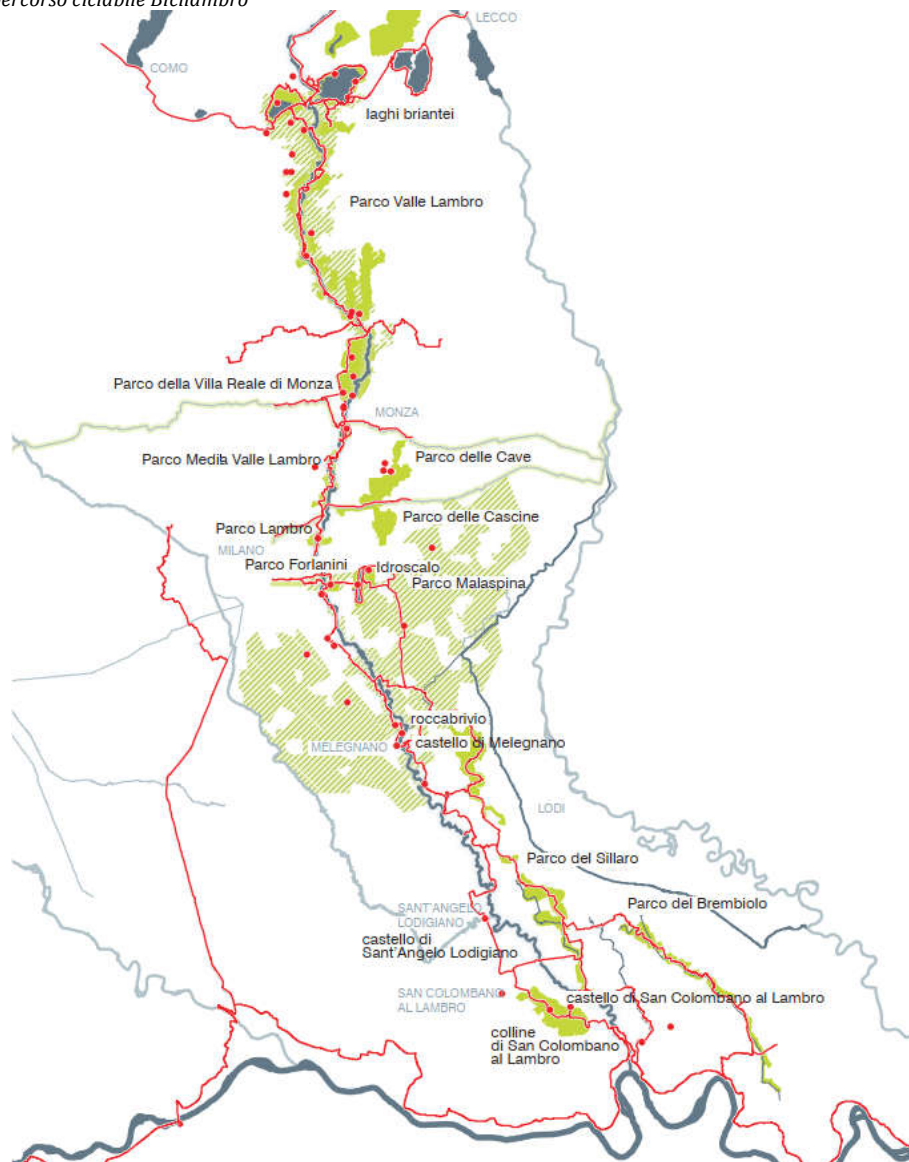 percorso ciclabile Bicilambro
LECCO
COMO
laghi briantei
Parco Valle Lambro
Parco della Villa Reale di Monza
MONZA
Parco Media Valle Lambro
Parco delle Cave
Parco delle Cascine
Parco Lambro
MILANO
Parco Forlanini
Idroscalo
Parco Malaspina
roccabrivio
MELEGNANO
castello di Melegnano
LODI
Parco del Sillaro
Parco del Brembiolo
SANT'ANGELO
LODIGIANO
castello di
Sant'Angelo Lodigiano
SAN COLOMBANO
AL LAMBRO
castello di San Colombano al Lambro
colline
di San Colombano
al Lambro